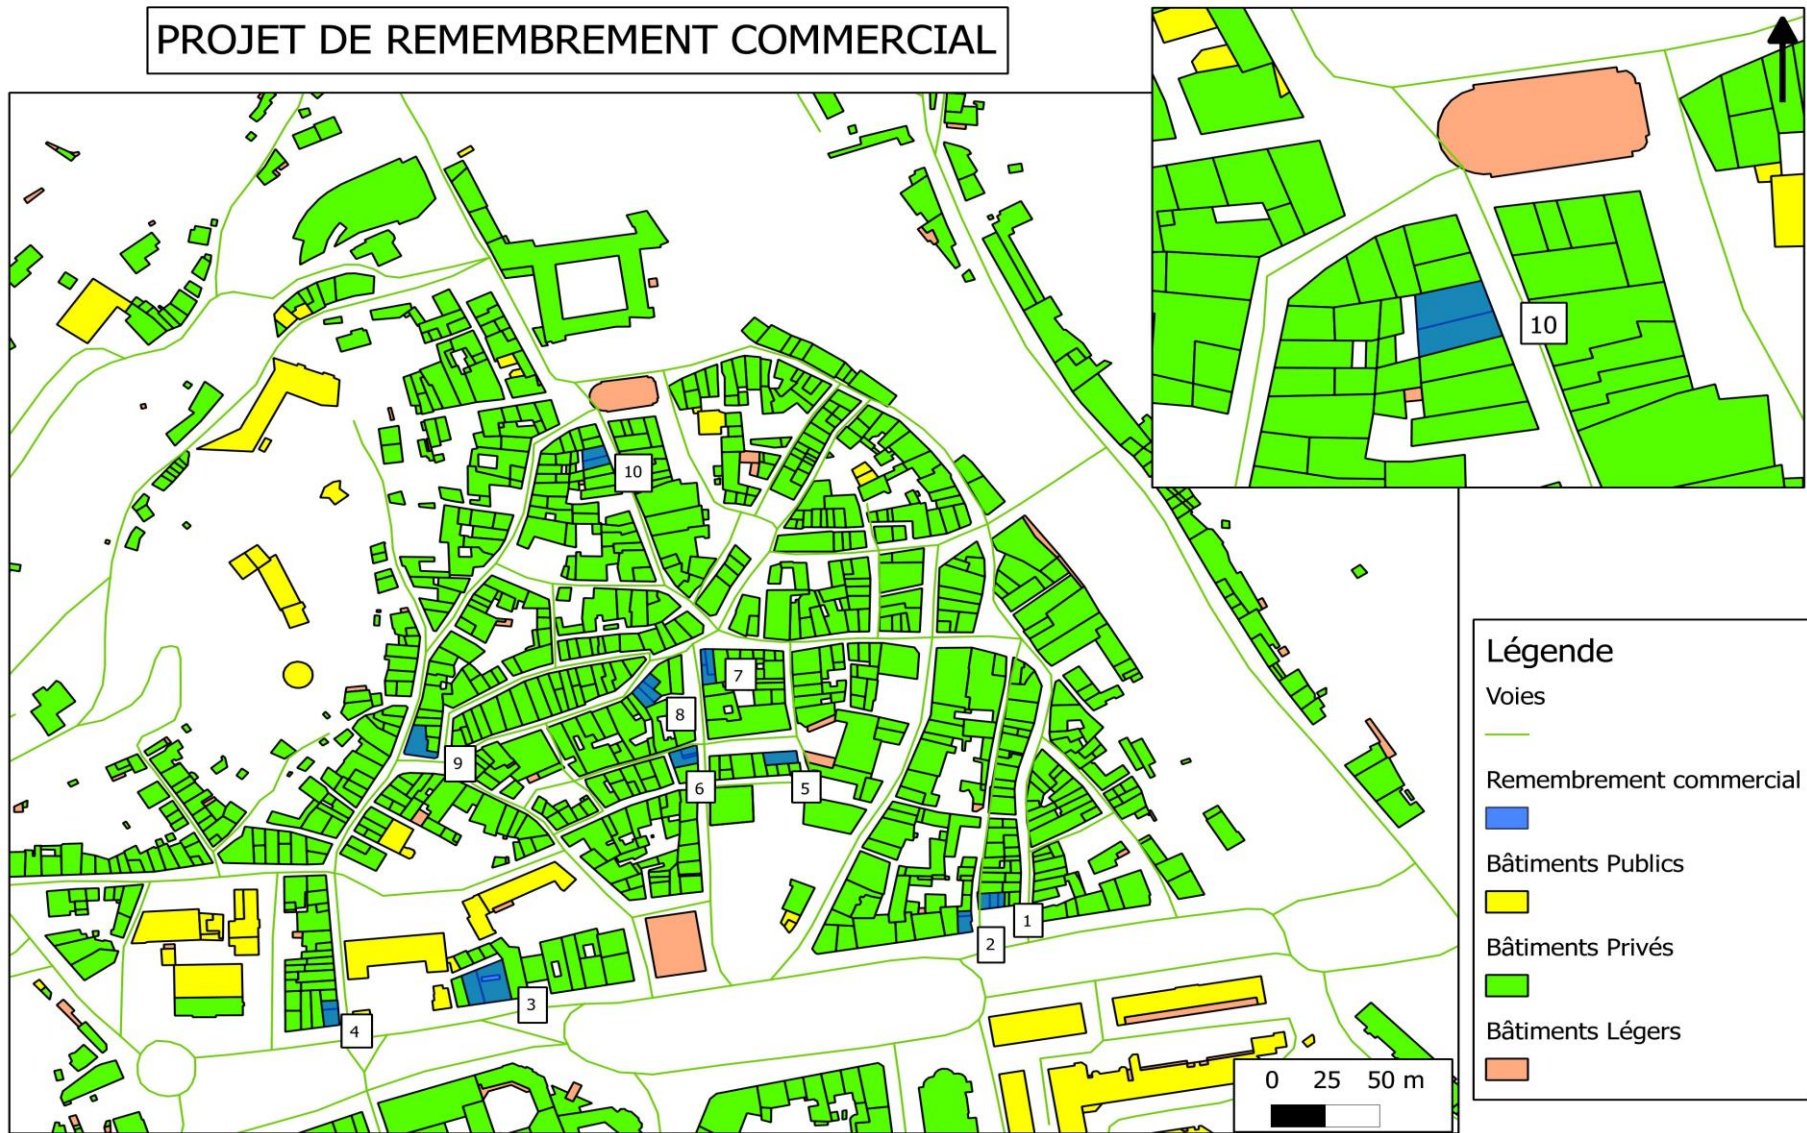 PROJET DE REMEMBREMENT COMMERCIAL
10
10
7
8
9
6
5
1
2
3
4
Légende
Voies
Remembrement commercial
Bâtiments Publics
Bâtiments Privés
Bâtiments Légers
0 25 50 m